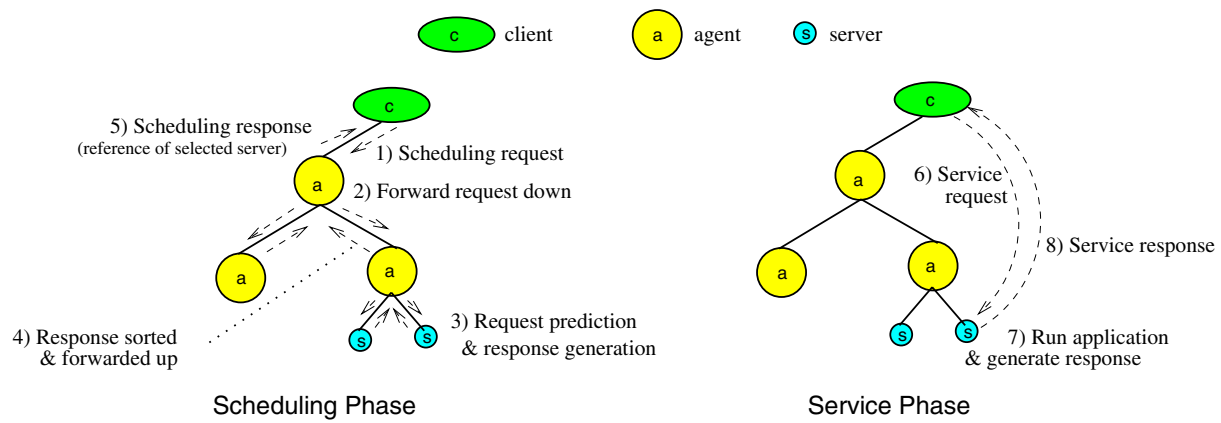 c client a agent s server
c
5) Scheduling response
(reference of selected server)
1) Scheduling request
a
2) Forward request down
a a
4) Response sorted
& forwarded up
s s
3) Request prediction
& response generation
Scheduling Phase
c
a
6) Service
request
8) Service response
a a
s s
7) Run application
& generate response
Service Phase